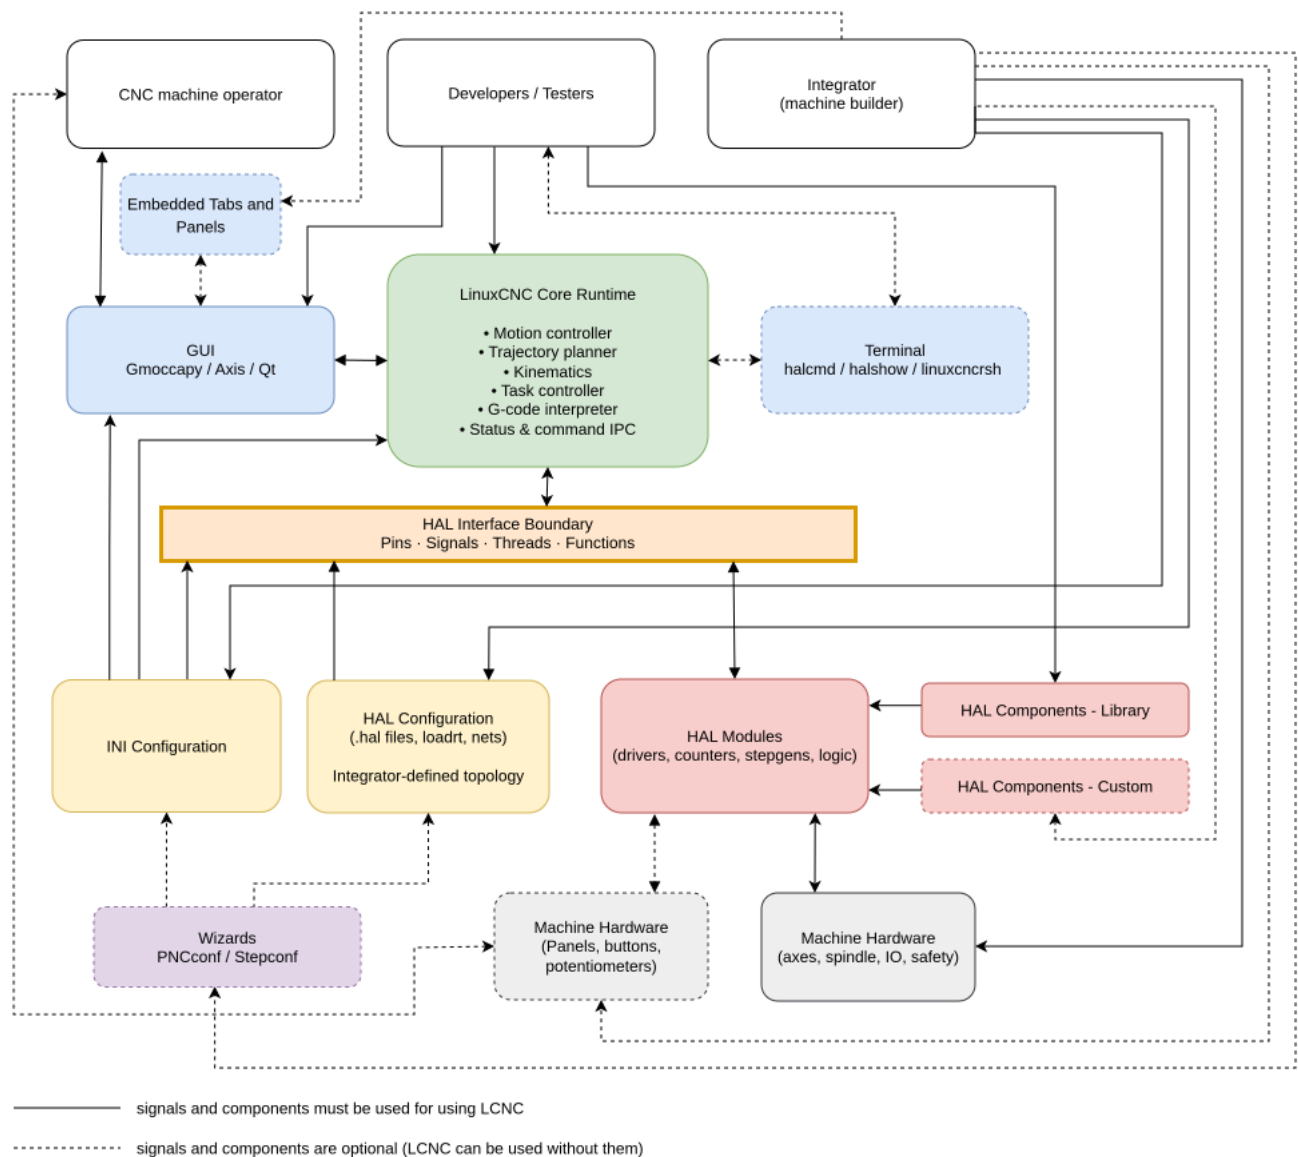 CNC machine operator
Developers / Testers
Integrator
(machine builder)
Embedded Tabs and
Panels
LinuxCNC Core Runtime
• Motion controller
• Trajectory planner
• Kinematics
• Task controller
• G-code interpreter
• Status & command IPC
GUI
Gmoccapy / Axis / Qt
Terminal
halcmd / halshow / linuxcncrsh
HAL Interface Boundary
Pins · Signals · Threads · Functions
INI Configuration
HAL Configuration
(.hal files, loadrt, nets)
Integrator-defined topology
HAL Modules
(drivers, counters, stepgens, logic)
HAL Components - Library
HAL Components - Custom
Wizards
PNCconf / Stepconf
Machine Hardware
(Panels, buttons,
potentiometers)
Machine Hardware
(axes, spindle, IO, safety)
signals and components must be used for using LCNC
signals and components are optional (LCNC can be used without them)